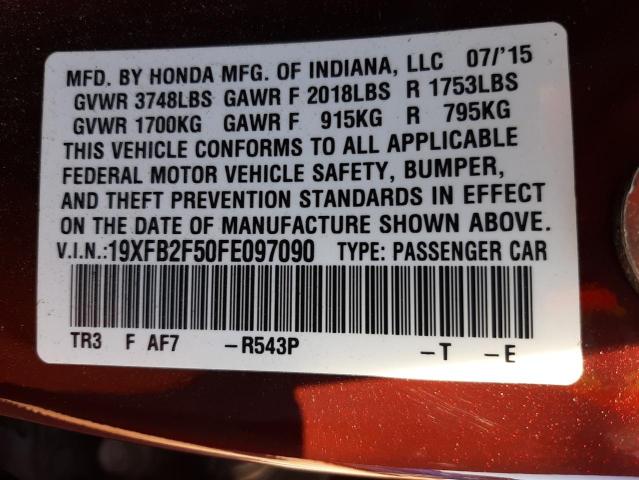 MFD. BY HONDA MFG. OF INDIANA, LLC 07/'15
GVWR 3748LBS GAWR F 2018LBS R 1753LBS
GVWR 1700KG GAWR F 915KG R 795KG
THIS VEHICLE CONFORMS TO ALL APPLICABLE
FEDERAL MOTOR VEHICLE SAFETY, BUMPER,
AND THEFT PREVENTION STANDARDS IN EFFECT
ON THE DATE OF MANUFACTURE SHOWN ABOVE.
V.I.N.:19XFB2F50FE097090 TYPE: PASSENGER CAR
TR3 F AF7 –R543P –T –E